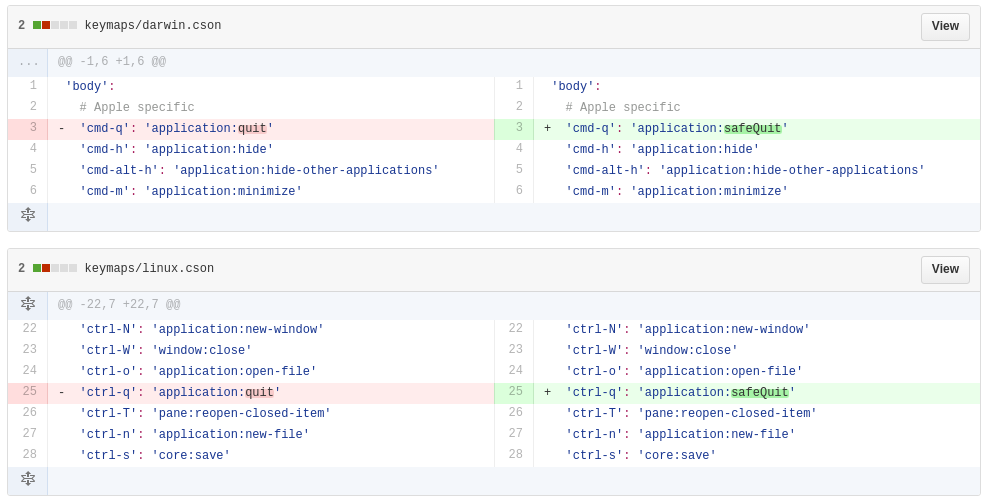 2 keymaps/darwin.cson View
... @@ -1,6 +1,6 @@
1 'body': 1 'body':
2 # Apple specific 2 # Apple specific
3 - 'cmd-q': 'application:quit' 3 + 'cmd-q': 'application:safeQuit'
4 'cmd-h': 'application:hide' 4 'cmd-h': 'application:hide'
5 'cmd-alt-h': 'application:hide-other-applications' 5 'cmd-alt-h': 'application:hide-other-applications'
6 'cmd-m': 'application:minimize' 6 'cmd-m': 'application:minimize'
2 keymaps/linux.cson View
@@ -22,7 +22,7 @@
22 'ctrl-N': 'application:new-window' 22 'ctrl-N': 'application:new-window'
23 'ctrl-W': 'window:close' 23 'ctrl-W': 'window:close'
24 'ctrl-o': 'application:open-file' 24 'ctrl-o': 'application:open-file'
25 - 'ctrl-q': 'application:quit' 25 + 'ctrl-q': 'application:safeQuit'
26 'ctrl-T': 'pane:reopen-closed-item' 26 'ctrl-T': 'pane:reopen-closed-item'
27 'ctrl-n': 'application:new-file' 27 'ctrl-n': 'application:new-file'
28 'ctrl-s': 'core:save' 28 'ctrl-s': 'core:save'